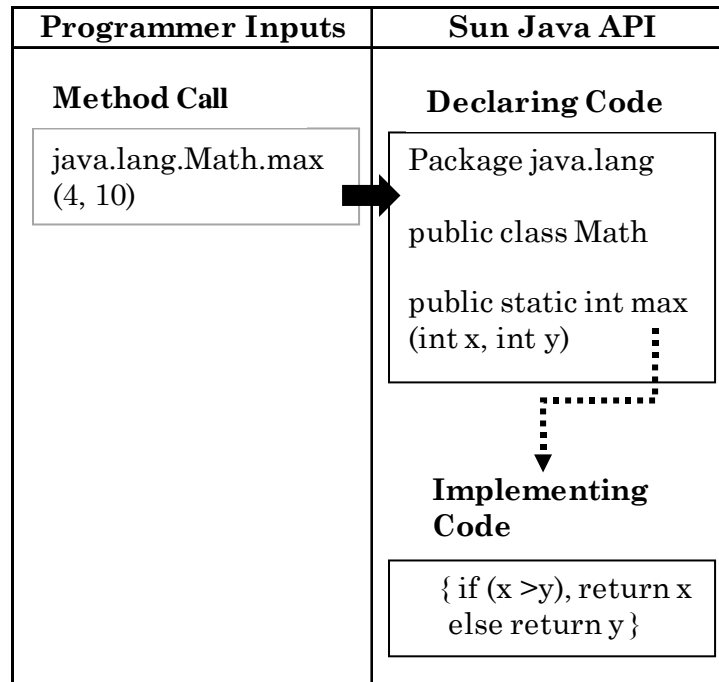 Programmer Inputs
Sun Java API
Method Call
java.lang.Math.max
(4, 10)
Declaring Code
Package java.lang
public class Math
public static int max
(int x, int y)
Implementing
Code
{ if (x >y), return x
else return y }